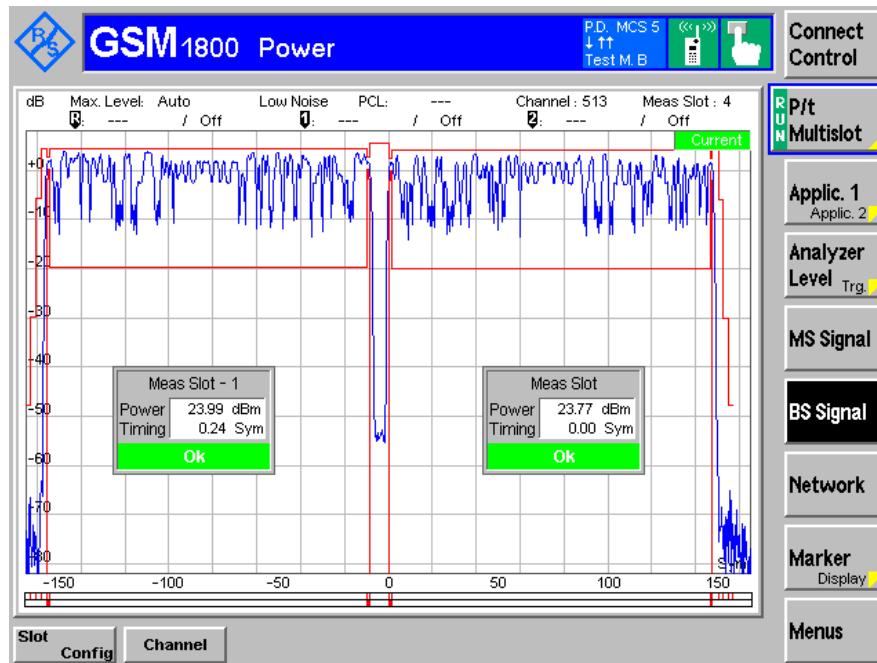 R&S
GSM 1800 Power
P.D. MCS 5
↓ ↑↑
Test M. B
Connect Control
dB Max. Level: Auto Low Noise PCL: --- Channel : 513 Meas Slot : 4
R: --- / Off 1: --- / Off 2: --- / Off
Current
RUN
P/t Multislot
Applic. 1
Applic. 2
Analyzer Level Trg.
MS Signal
BS Signal
Network
Marker
Display
Menus
+0
-10
-20
-30
-40
-50
-60
-70
-80
Meas Slot - 1
Power 23.99 dBm
Timing 0.24 Sym
Ok
Meas Slot
Power 23.77 dBm
Timing 0.00 Sym
Ok
Sym
-150 -100 -50 0 50 100 150
Slot Config
Channel